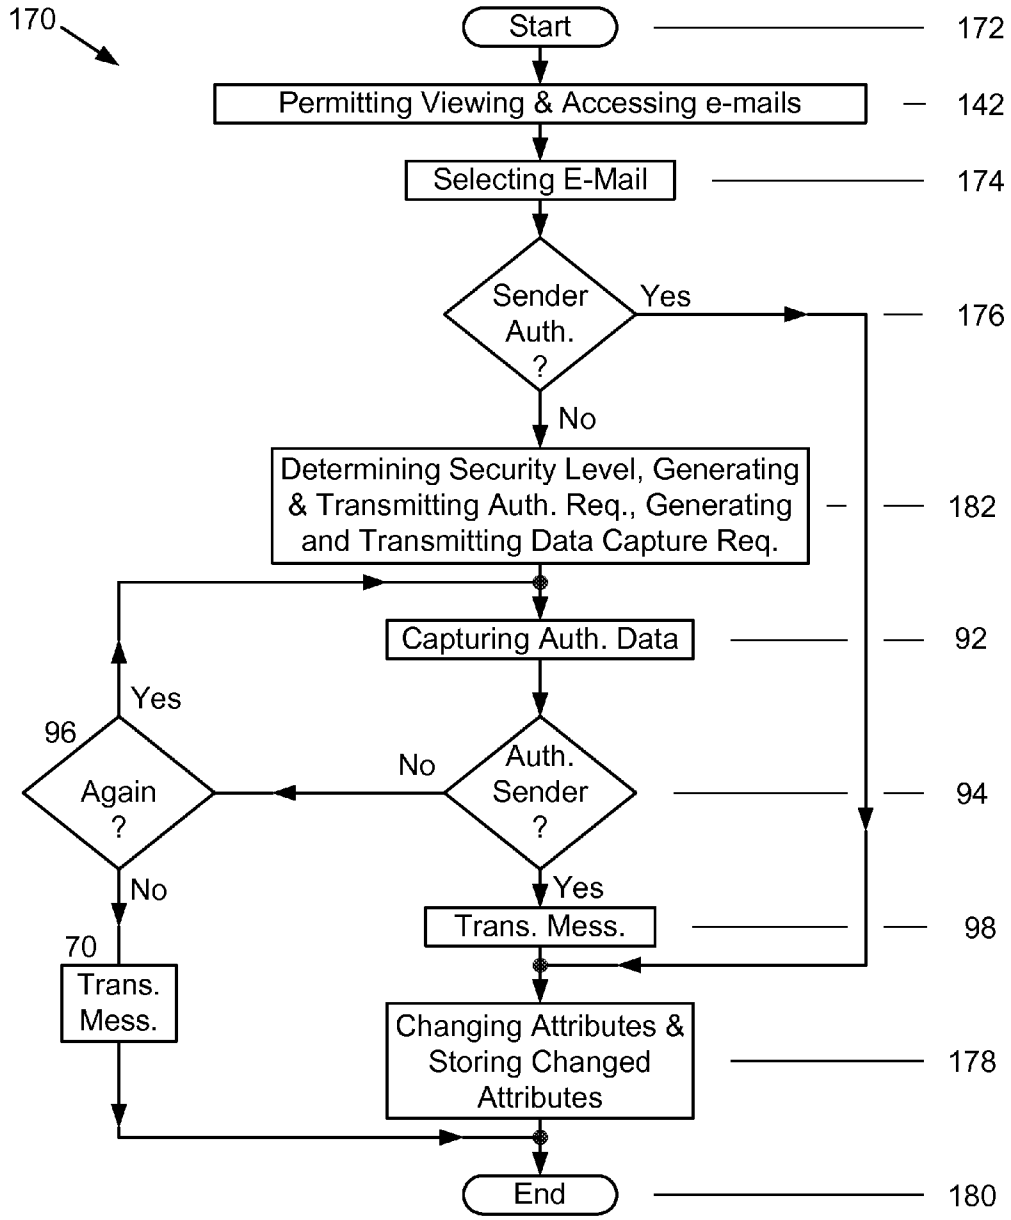 170
Start
172
Permitting Viewing & Accessing e-mails
142
Selecting E-Mail
174
Sender
Auth.
?
Yes
176
No
Determining Security Level, Generating
& Transmitting Auth. Req., Generating
and Transmitting Data Capture Req.
182
Capturing Auth. Data
92
Yes
96
Again
?
No
Auth.
Sender
?
94
No
Yes
Trans. Mess.
98
70
Trans.
Mess.
Changing Attributes &
Storing Changed
Attributes
178
End
180